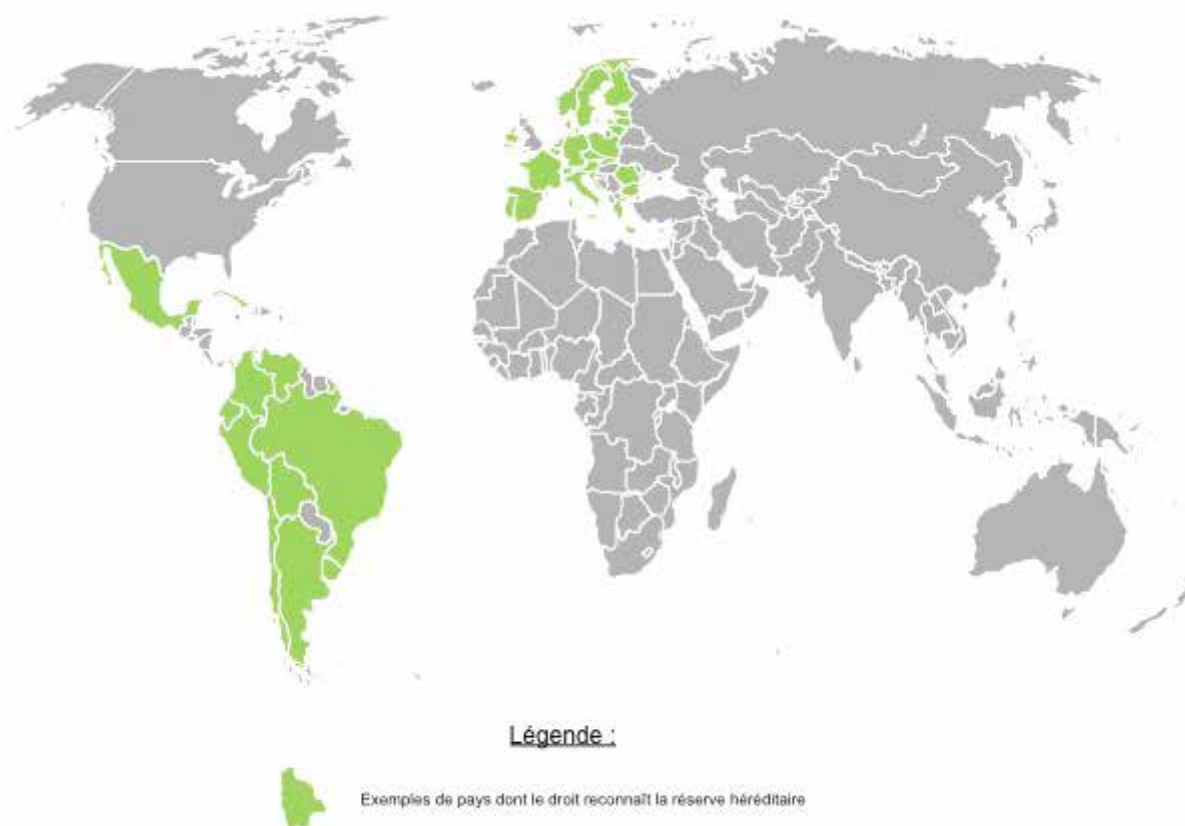 Légende :
Exemples de pays dont le droit reconnaît la réserve héréditaire